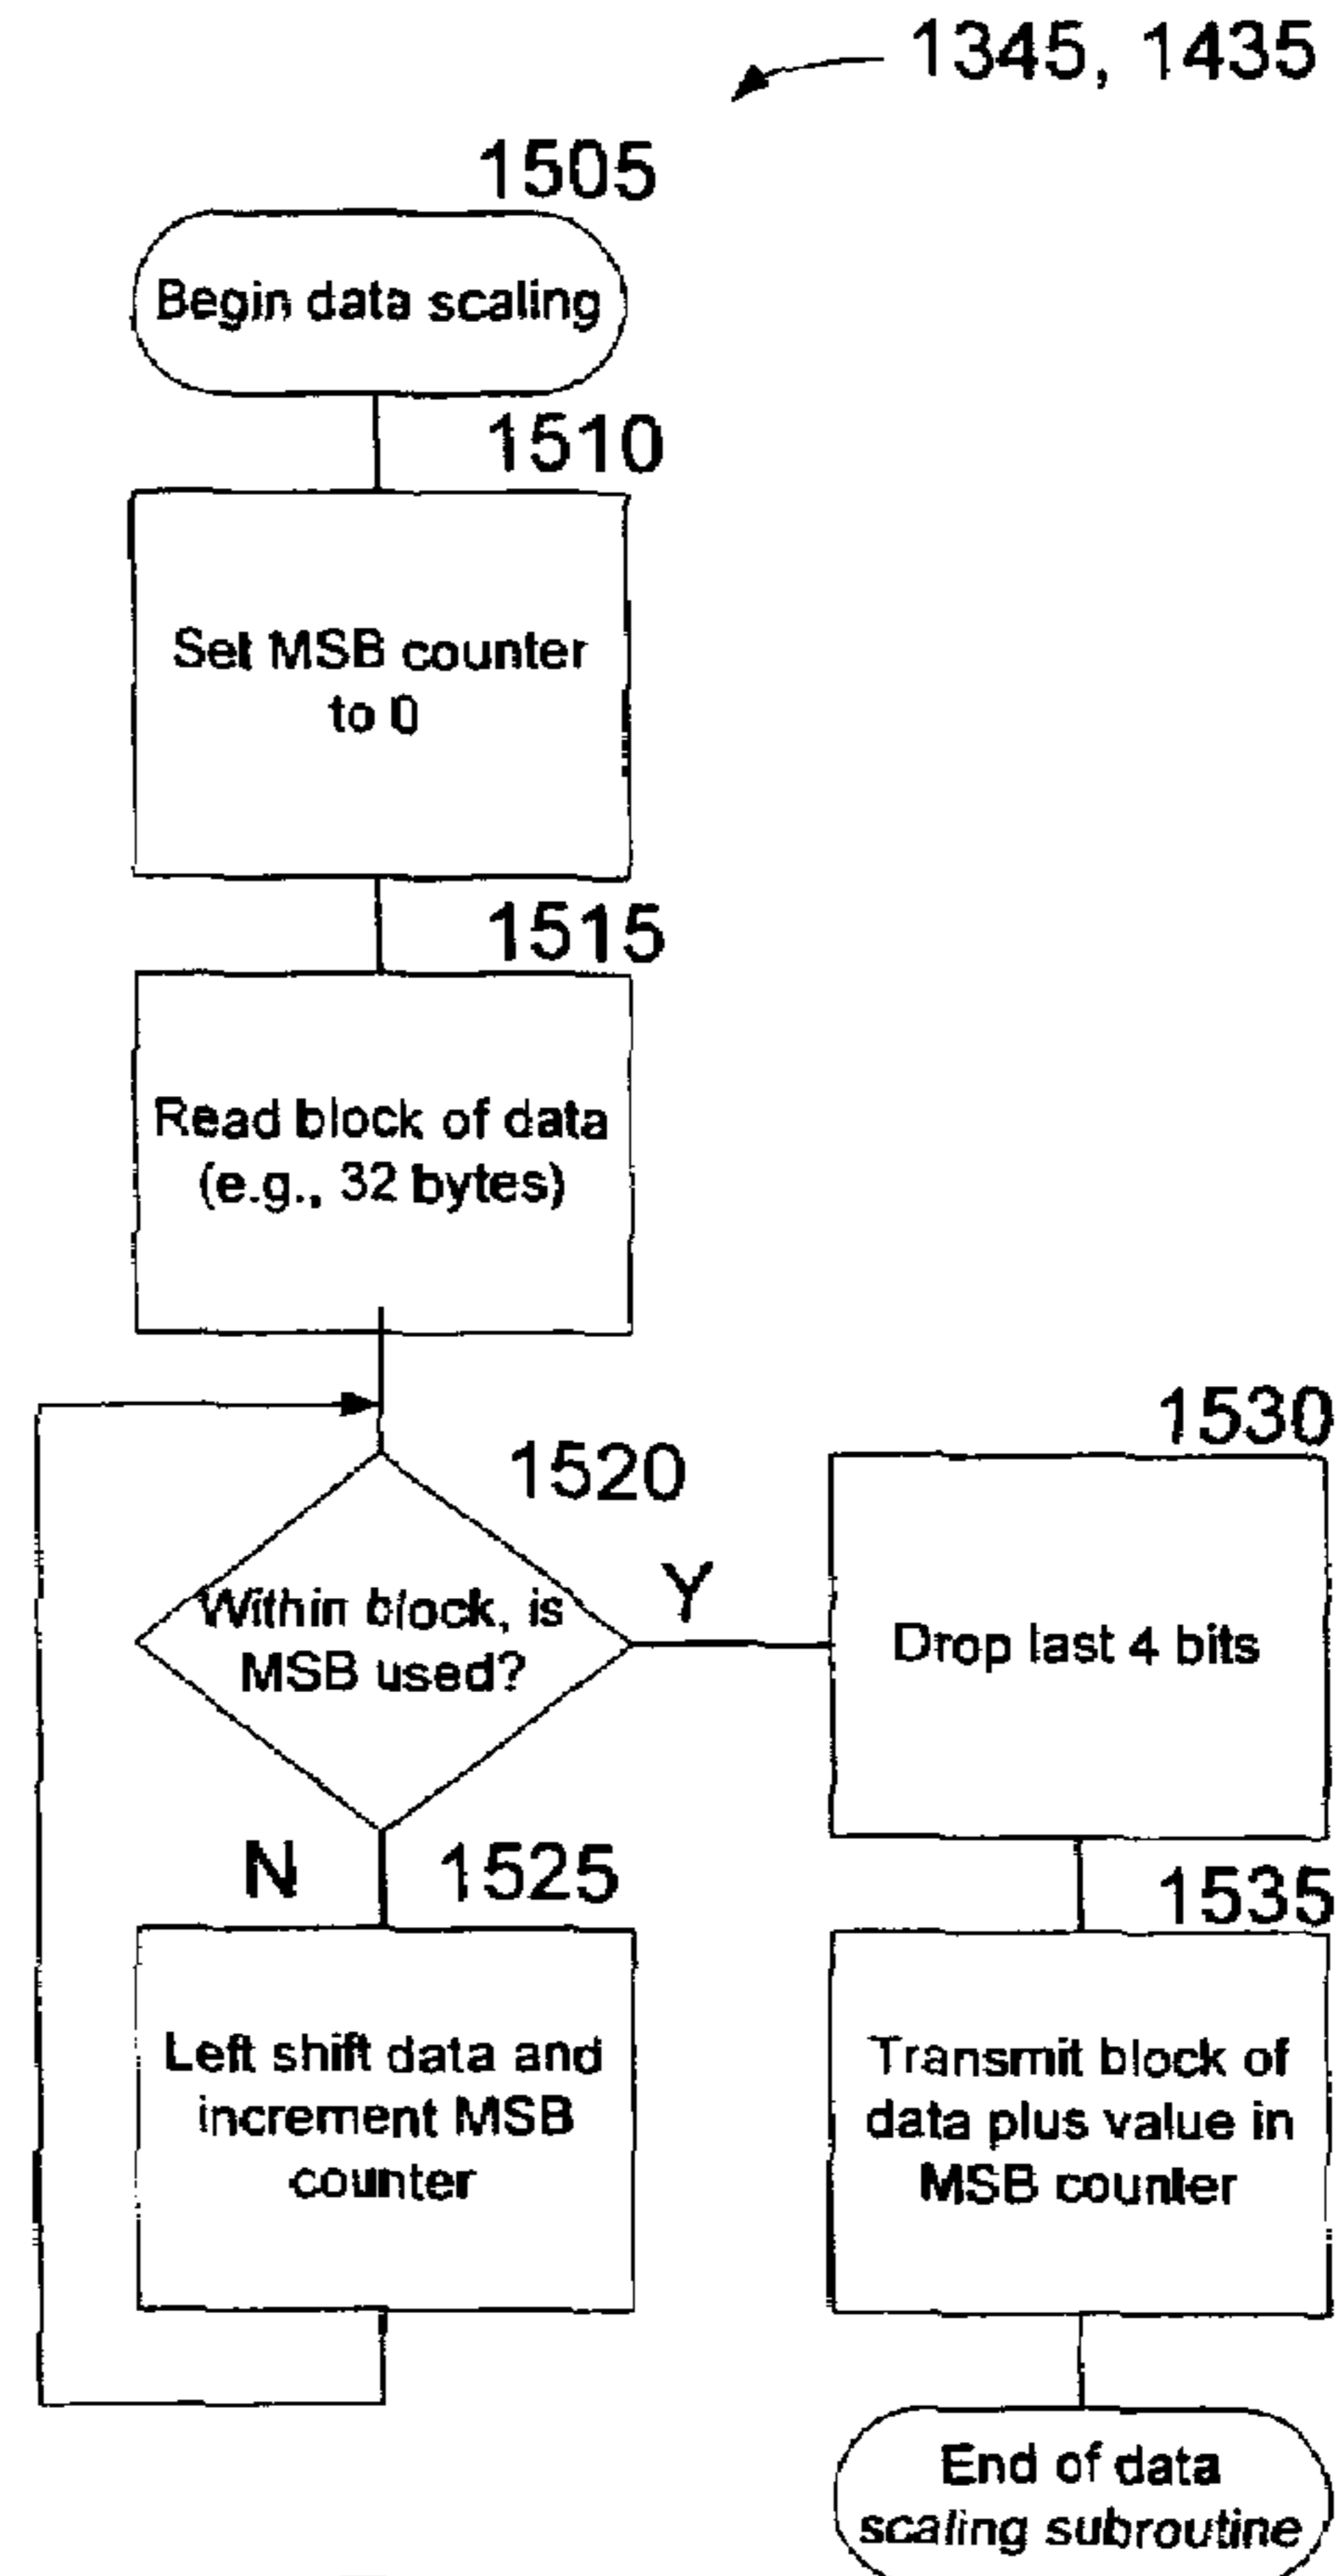 1345, 1435
1505
Begin data scaling
1510
Set MSB counter
to 0
1515
Read block of data
(e.g., 32 bytes)
1520
Within block, is
MSB used?
Y
N
1525
Left shift data and
increment MSB
counter
1530
Drop last 4 bits
1535
Transmit block of
data plus value in
MSB counter
End of data
scaling subroutine